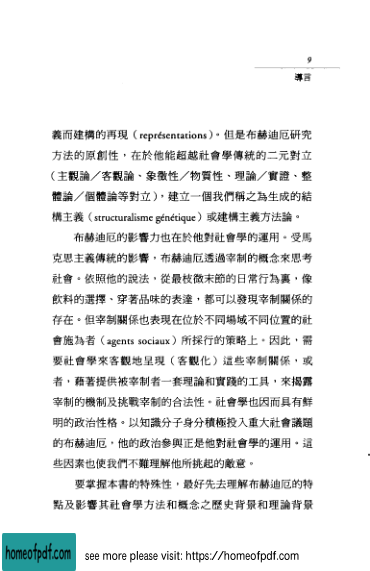 9
導言
義而建構的再現（représentations）。但是布赫迪厄研究
方法的原創性，在於他能超越社會學傳統的二元對立
（主觀論／客觀論、象徵性／物質性、理論／實證、整
體論／個體論等對立），建立一個我們稱之為生成的結
構主義（structuralisme génétique）或建構主義方法論。
布赫迪厄的影響力也在於他對社會學的運用。受馬
克思主義傳統的影響，布赫迪厄透過宰制的概念來思考
社會。依照他的說法，從最枝微末節的日常行為裏，像
飲料的選擇、穿著品味的表達，都可以發現宰制關係的
存在。但宰制關係也表現在位於不同場域不同位置的社
會施為者（agents sociaux）所採行的策略上。因此，需
要社會學來客觀地呈現（客觀化）這些宰制關係，或
者，藉著提供被宰制者一套理論和實踐的工具，來揭露
宰制的機制及挑戰宰制的合法性。社會學也因而具有鮮
明的政治性格。以知識分子身分積極投入重大社會議題
的布赫迪厄，他的政治參與正是他對社會學的運用。這
些因素也使我們不難理解他所挑起的敵意。
要掌握本書的特殊性，最好先去理解布赫迪厄的特
點及影響其社會學方法和概念之歷史背景和理論背景
homeofpdf.com
see more please visit: https://homeofpdf.com